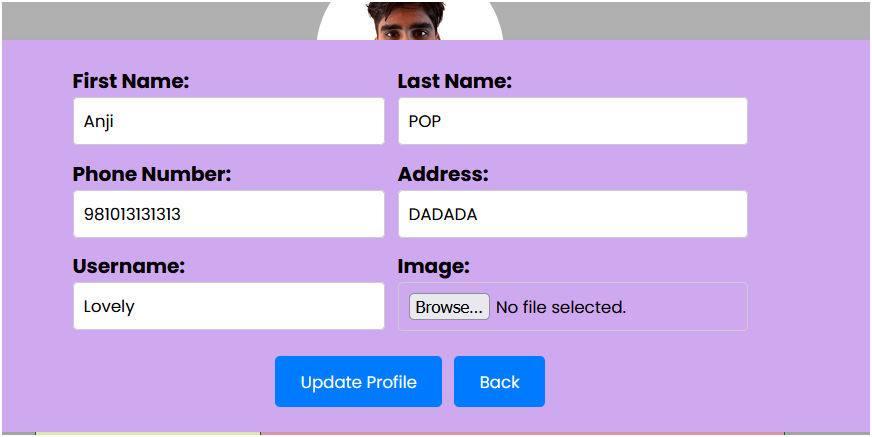 First Name: Last Name:
Anji POP
Phone Number: Address:
981013131313 DADADA
Username: Image:
Lovely Browse... No file selected.
Update Profile Back